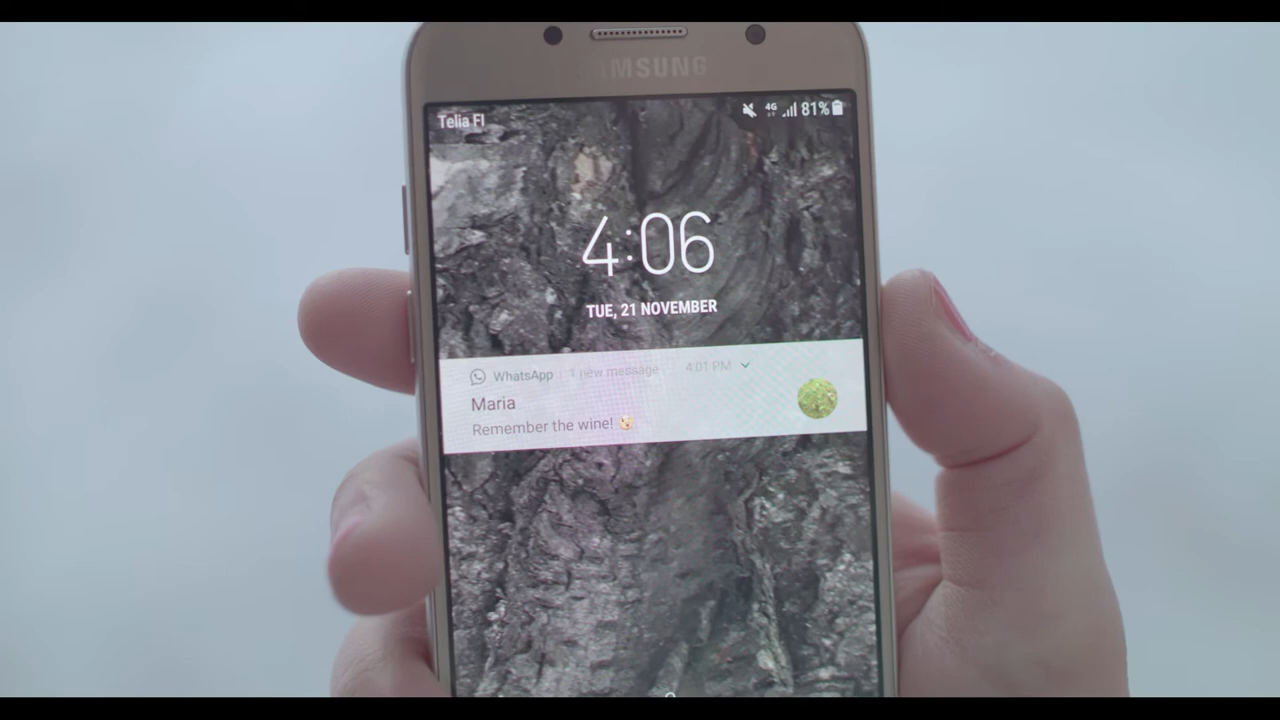 SAMSUNG
Telia FI
4G 81%
4:06
TUE, 21 NOVEMBER
WhatsApp 1 new message 4:01 PM
Maria
Remember the wine! 😘